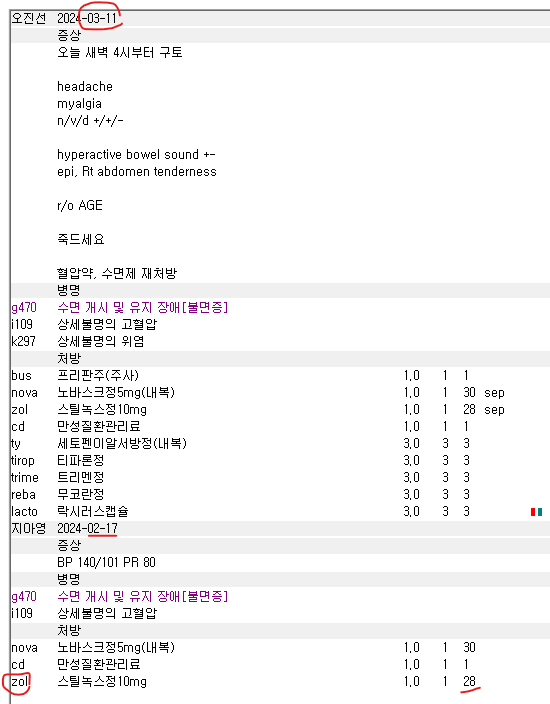 오진선 2024-03-11
증상
오늘 새벽 4시부터 구토
headache
myalgia
n/v/d +/+/-
hyperactive bowel sound +-
epi, Rt abdomen tenderness
r/o AGE
죽드세요
혈압약, 수면제 재처방
병명
g470 수면 개시 및 유지 장애[불면증]
i109 상세불명의 고혈압
k297 상세불명의 위염
처방
bus 프리판주(주사) 1.0 1 1
nova 노바스크정5mg(내복) 1.0 1 30 sep
zol 스틸녹스정10mg 1.0 1 28 sep
cd 만성질환관리료 1.0 1 1
ty 세토펜이알서방정(내복) 3.0 3 3
tirop 티파론정 3.0 3 3
trime 트리멘정 3.0 3 3
reba 무코란정 3.0 3 3
lacto 락시러스캡슐 3.0 3 3
지아영 2024-02-17
증상
BP 140/101 PR 80
병명
g470 수면 개시 및 유지 장애[불면증]
i109 상세불명의 고혈압
처방
nova 노바스크정5mg(내복) 1.0 1 30
cd 만성질환관리료 1.0 1 1
zol 스틸녹스정10mg 1.0 1 28